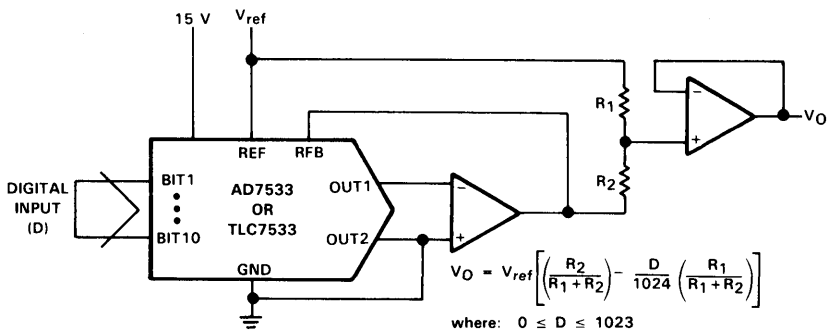 15 V
V_ref
REF
RFB
BIT1
BIT10
DIGITAL
INPUT
(D)
AD7533
OR
TLC7533
OUT1
OUT2
GND
−
+
R1
R2
−
+
VO
VO = Vref[(R2/(R1 + R2)) − D/1024 (R1/(R1 + R2))]
where: 0 ≤ D ≤ 1023